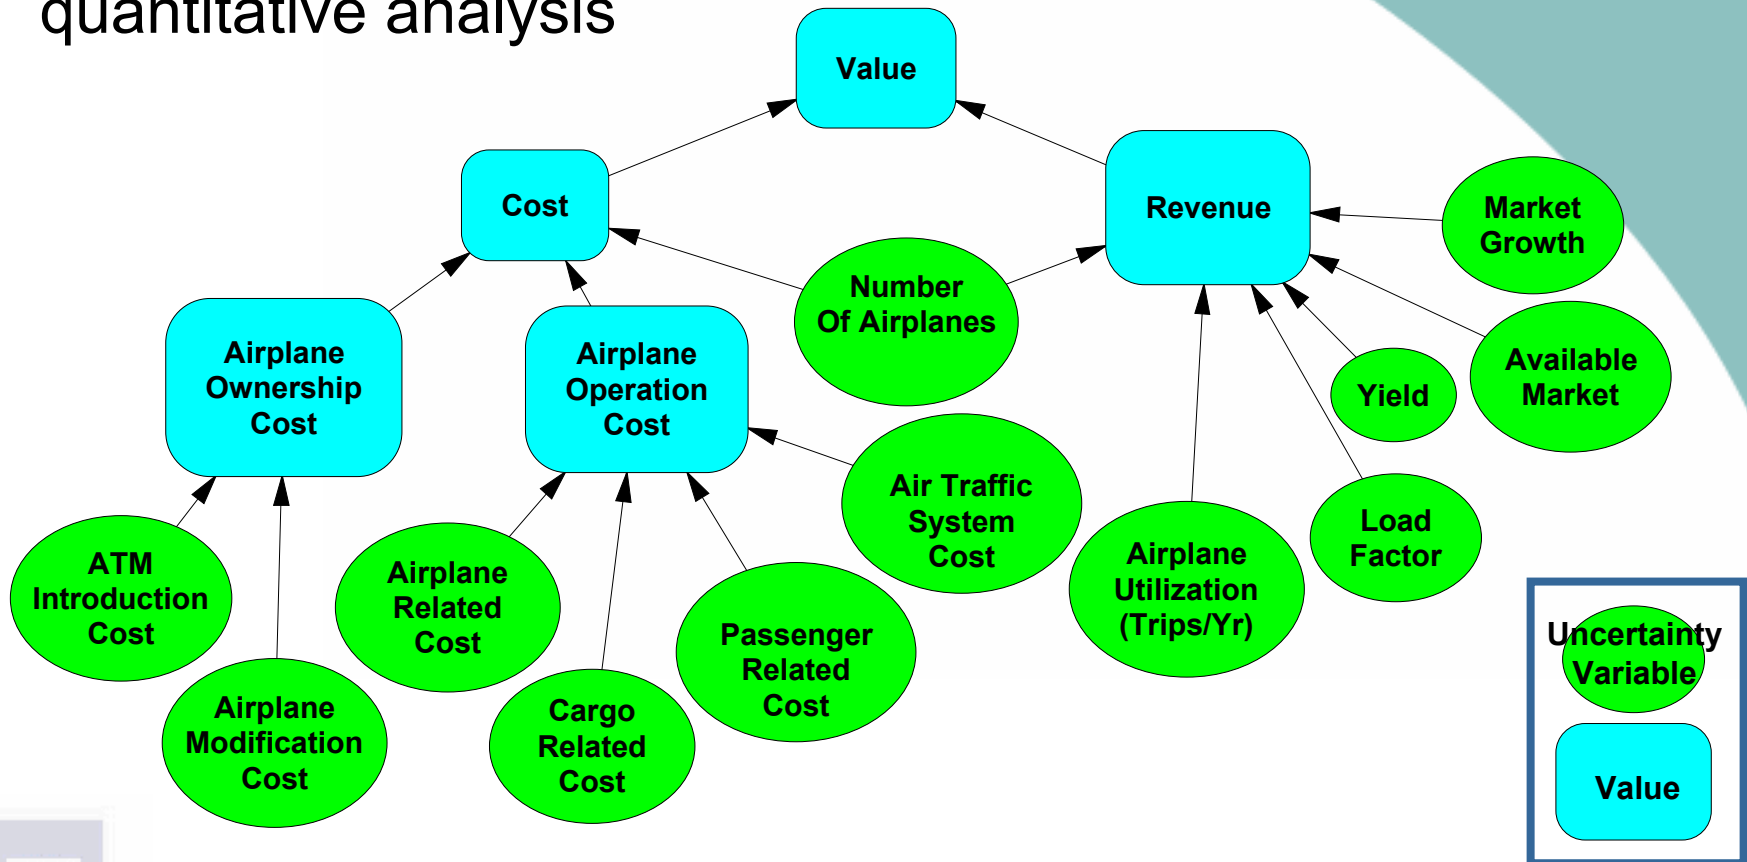 quantitative analysis
Value
Cost
Revenue
Market
Growth
Number
Of Airplanes
Airplane
Ownership
Cost
Airplane
Operation
Cost
Yield
Available
Market
Air Traffic
System
Cost
Load
Factor
ATM
Introduction
Cost
Airplane
Related
Cost
Airplane
Utilization
(Trips/Yr)
Passenger
Related
Cost
Airplane
Modification
Cost
Cargo
Related
Cost
Uncertainty
Variable
Value